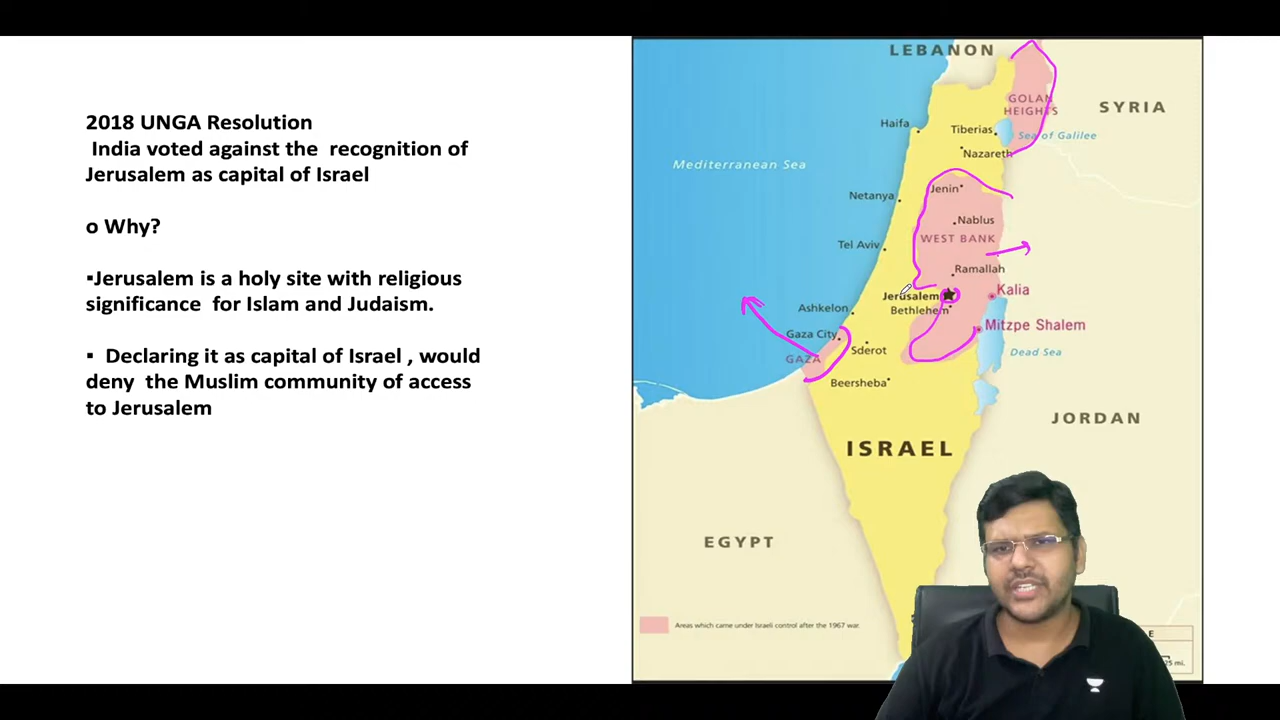 2018 UNGA Resolution
India voted against the recognition of
Jerusalem as capital of Israel
o Why?
▪Jerusalem is a holy site with religious
significance for Islam and Judaism.
▪ Declaring it as capital of Israel , would
deny the Muslim community of access
to Jerusalem
LEBANON
GOLAN
HEIGHTS
SYRIA
Haifa
Tiberias
Sea of Galilee
Nazareth
Mediterranean Sea
Jenin
Netanya
Nablus
WEST BANK
Tel Aviv
Ramallah
Jerusalem
Kalia
Ashkelon
Bethlehem
Mitzpe Shalem
Gaza City
GAZA
Sderot
Dead Sea
Beersheba
JORDAN
ISRAEL
EGYPT
Areas which came under Israeli control after the 1967 war.
E
25 mi.